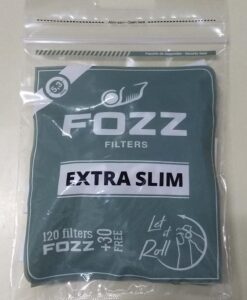 FOZZ
FILTERS
EXTRA SLIM
120 filters
FOZZ
+30
FREE
Let
it
Roll